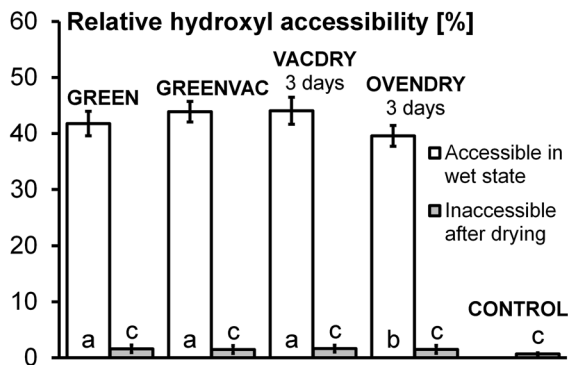 Relative hydroxyl accessibility [%]
60
50
40
30
20
10
0
GREEN
GREENVAC
VACDRY
3 days
OVENDRY
3 days
Accessible in
wet state
Inaccessible
after drying
CONTROL
a
c
a
c
a
c
b
c
c